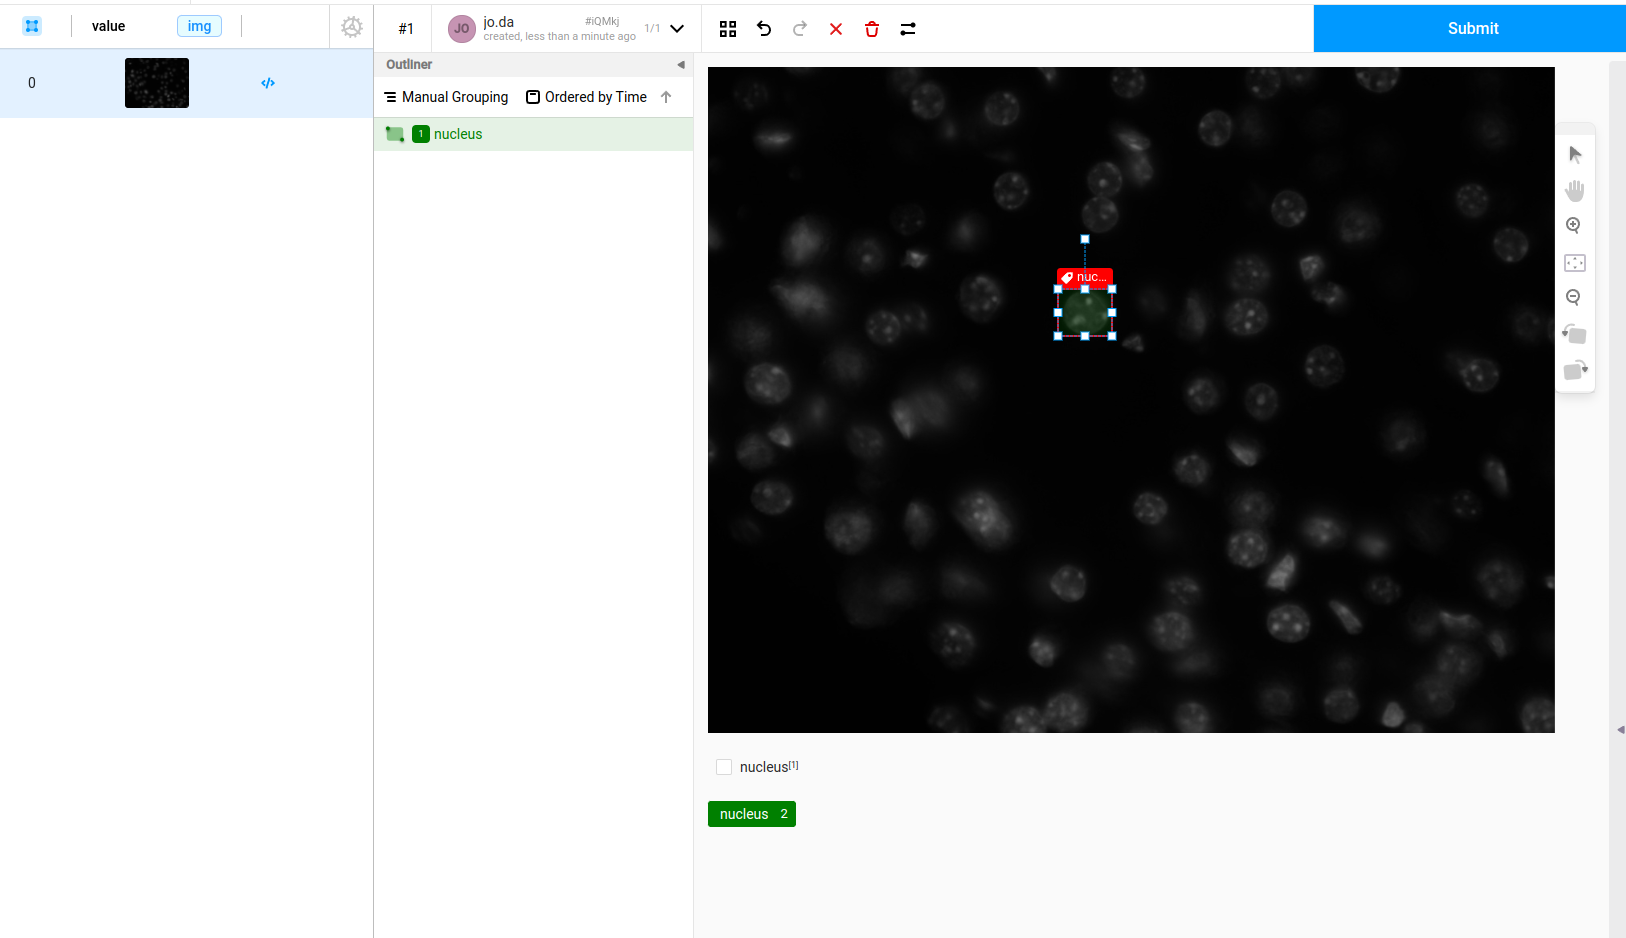 value img
#1
JO jo.da #iQMkj
created, less than a minute ago 1/1
Submit
0
Outliner
Manual Grouping Ordered by Time
1 nucleus
nuc...
nucleus[1]
nucleus 2